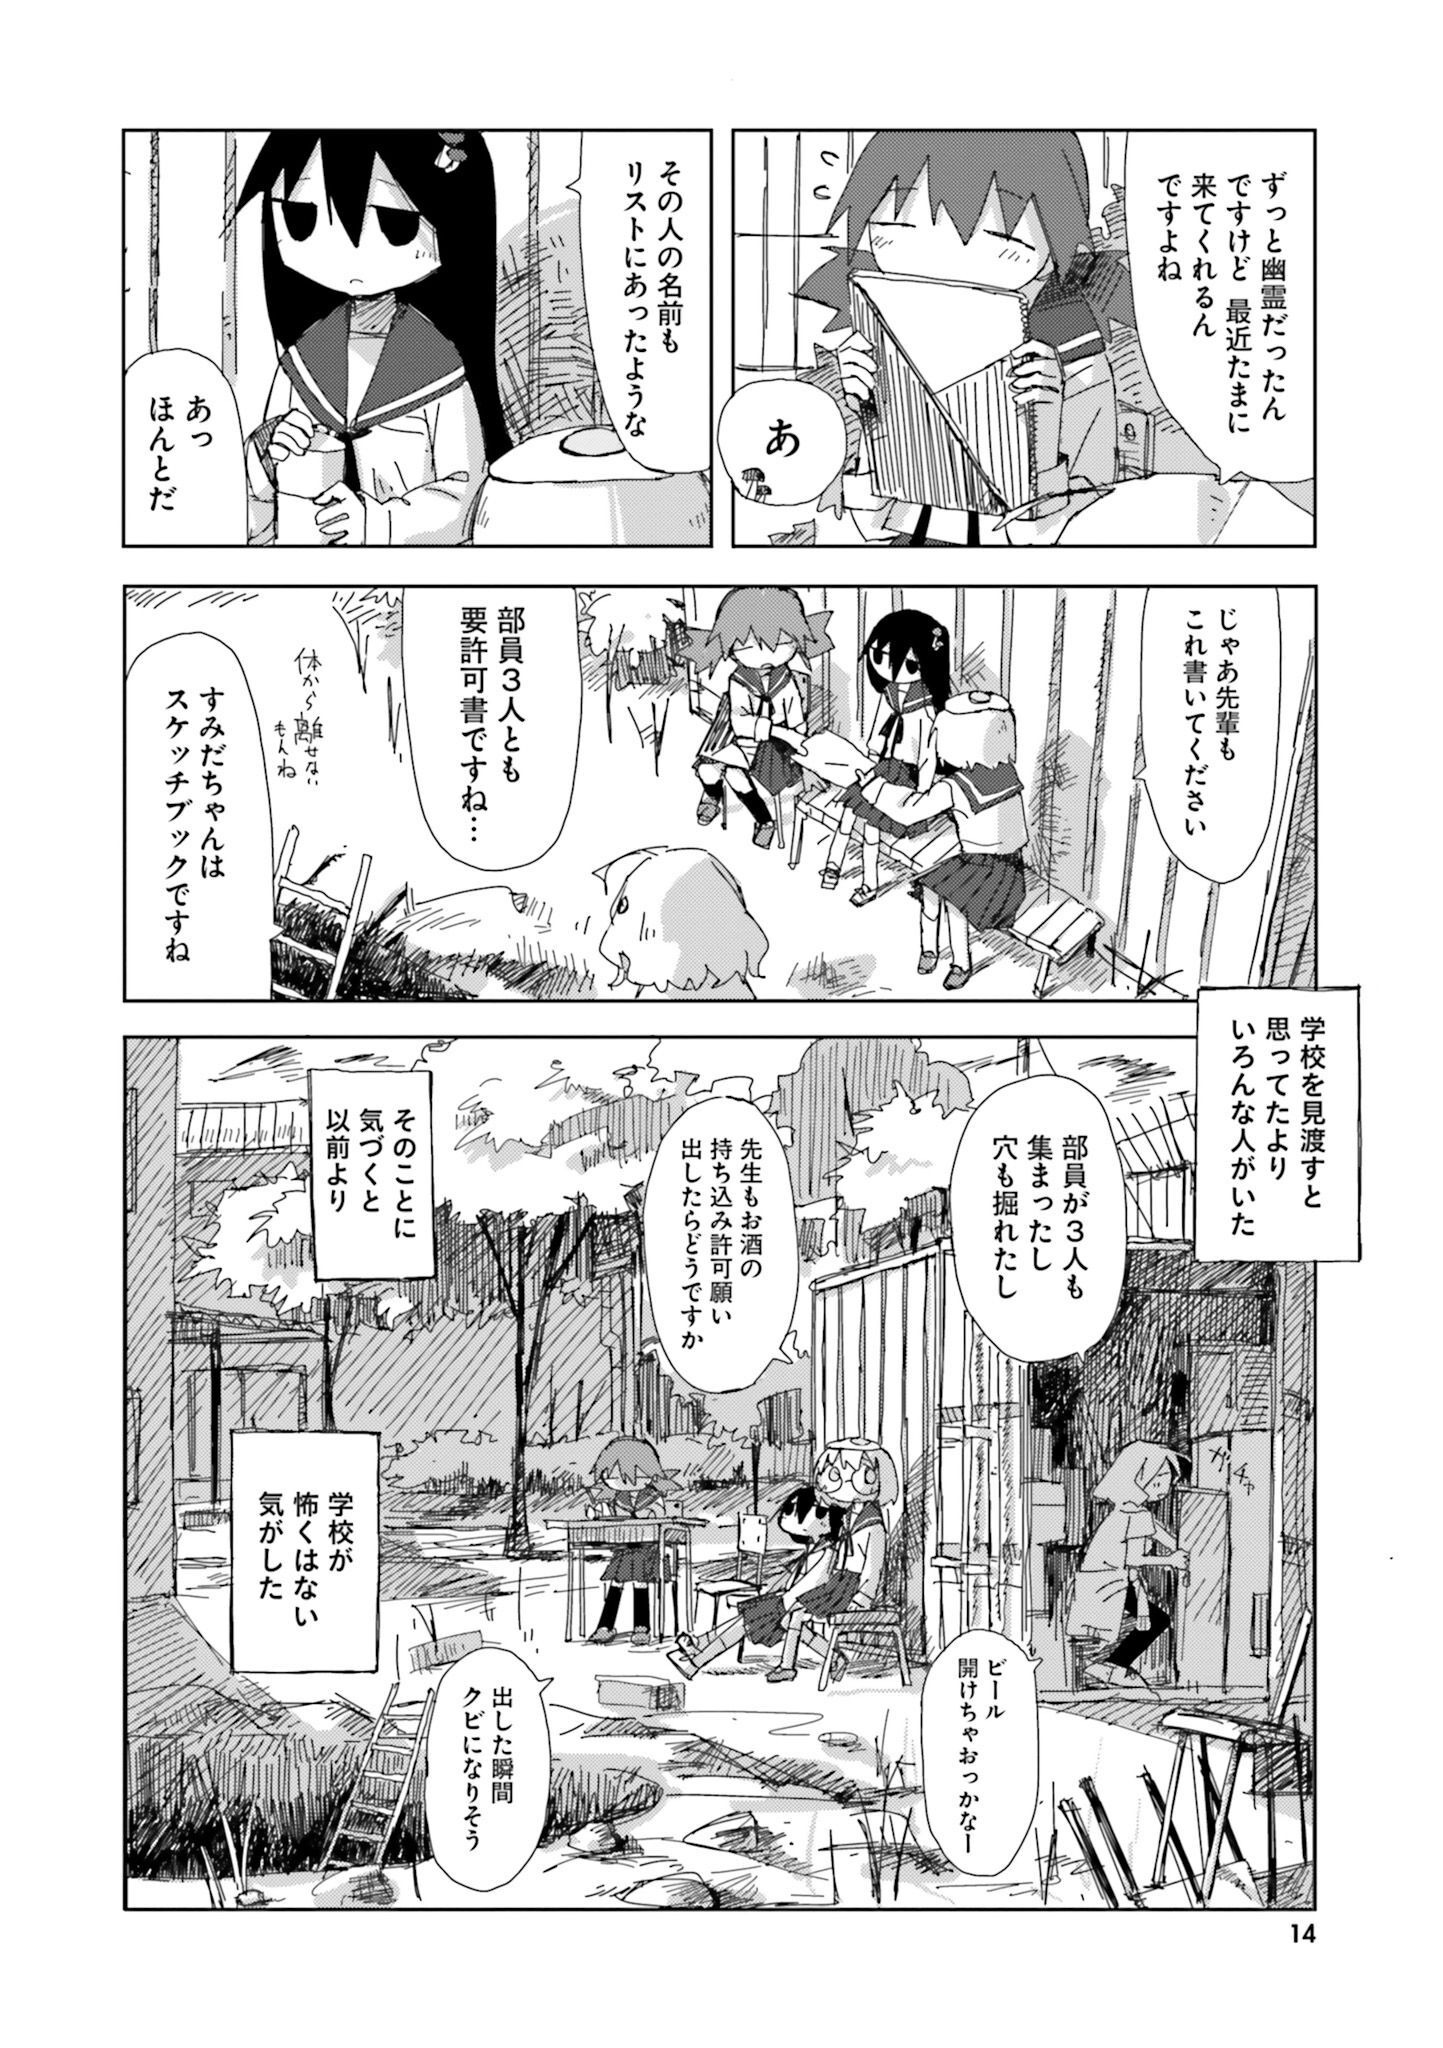 ずっと幽霊だったん
ですけど 最近たまに
来てくれるん
ですよね
あ
その人の名前も
リストにあったような
あっ
ほんとだ
じゃあ先輩も
これ書いてください
部員3人とも
要許可書ですね…
体から離せない
もんね
すみだちゃんは
スケッチブックですね
学校を見渡すと
思ってたより
いろんな人がいた
部員が3人も
集まったし
穴も掘れたし
先生もお酒の
持ち込み許可願い
出したらどうですか
そのことに
気づくと
以前より
ガチャ
ビール
開けちゃおっかなー
出した瞬間
クビになりそう
学校が
怖くはない
気がした
14